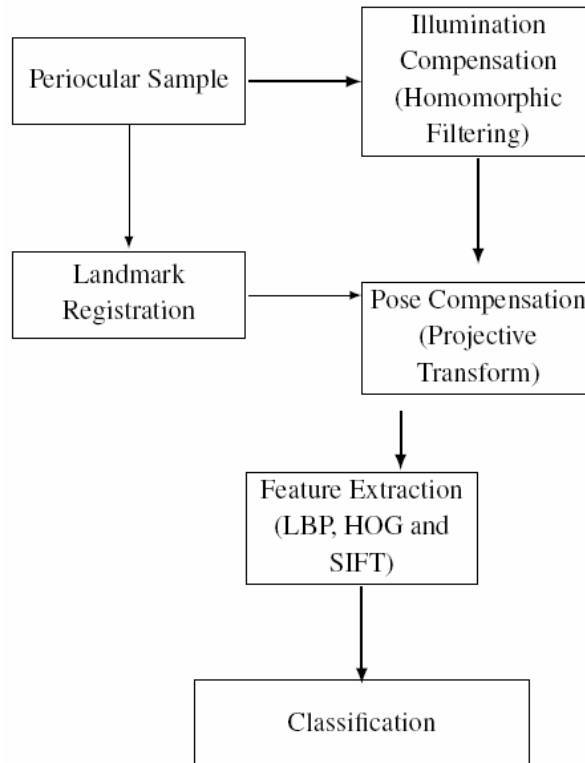 Periocular Sample
Illumination
Compensation
(Homomorphic
Filtering)
Landmark
Registration
Pose Compensation
(Projective
Transform)
Feature Extraction
(LBP, HOG and
SIFT)
Classification